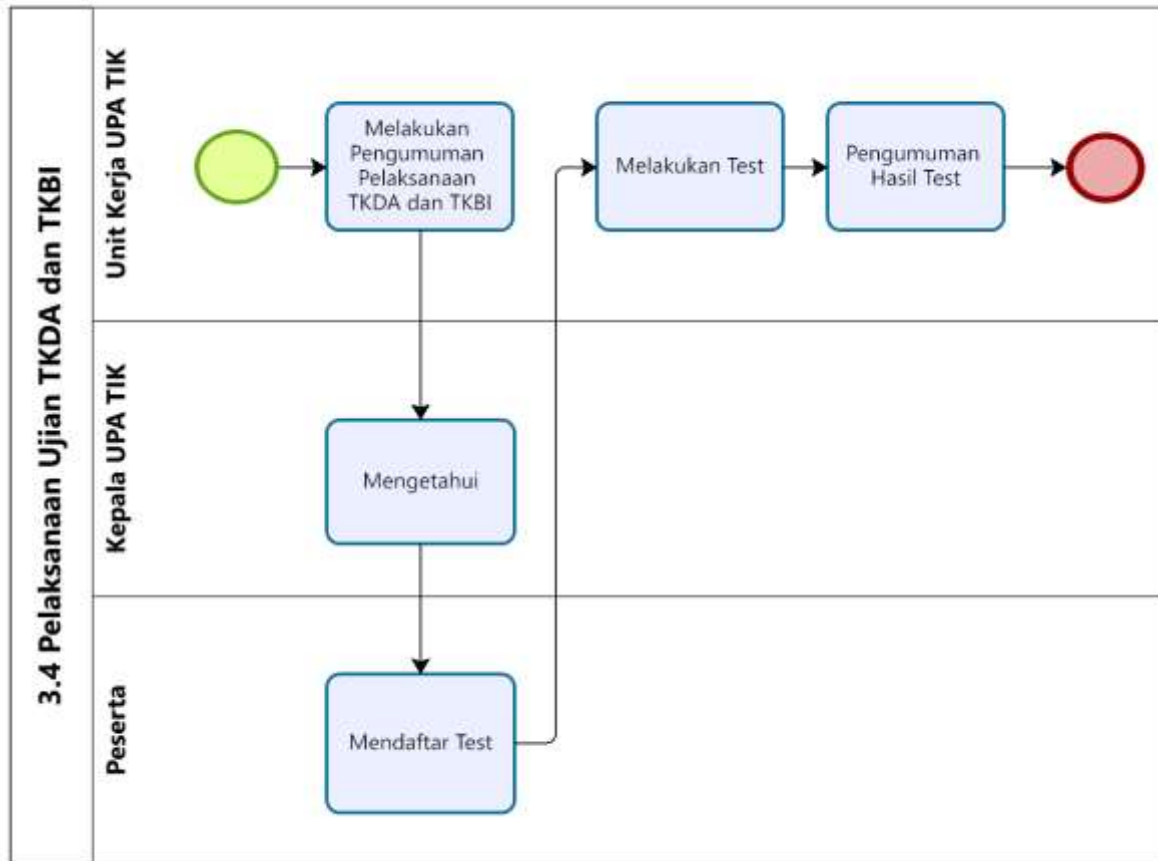 3.4 Pelaksanaan Ujian TKDA dan TKBI
Unit Kerja UPA TIK
Melakukan
Pengumuman
Pelaksanaan
TKDA dan TKBI
Melakukan Test
Pengumuman
Hasil Test
Kepala UPA TIK
Mengetahui
Peserta
Mendaftar Test